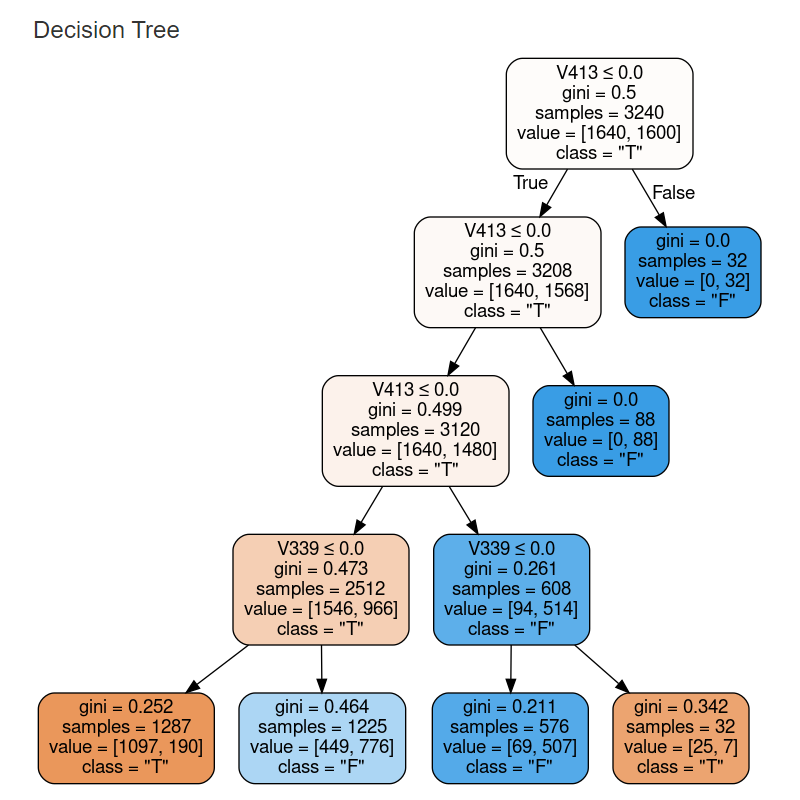 Decision Tree
V413 ≤ 0.0
gini = 0.5
samples = 3240
value = [1640, 1600]
class = "T"
True
False
V413 ≤ 0.0
gini = 0.5
samples = 3208
value = [1640, 1568]
class = "T"
gini = 0.0
samples = 32
value = [0, 32]
class = "F"
V413 ≤ 0.0
gini = 0.499
samples = 3120
value = [1640, 1480]
class = "T"
gini = 0.0
samples = 88
value = [0, 88]
class = "F"
V339 ≤ 0.0
gini = 0.473
samples = 2512
value = [1546, 966]
class = "T"
V339 ≤ 0.0
gini = 0.261
samples = 608
value = [94, 514]
class = "F"
gini = 0.252
samples = 1287
value = [1097, 190]
class = "T"
gini = 0.464
samples = 1225
value = [449, 776]
class = "F"
gini = 0.211
samples = 576
value = [69, 507]
class = "F"
gini = 0.342
samples = 32
value = [25, 7]
class = "T"